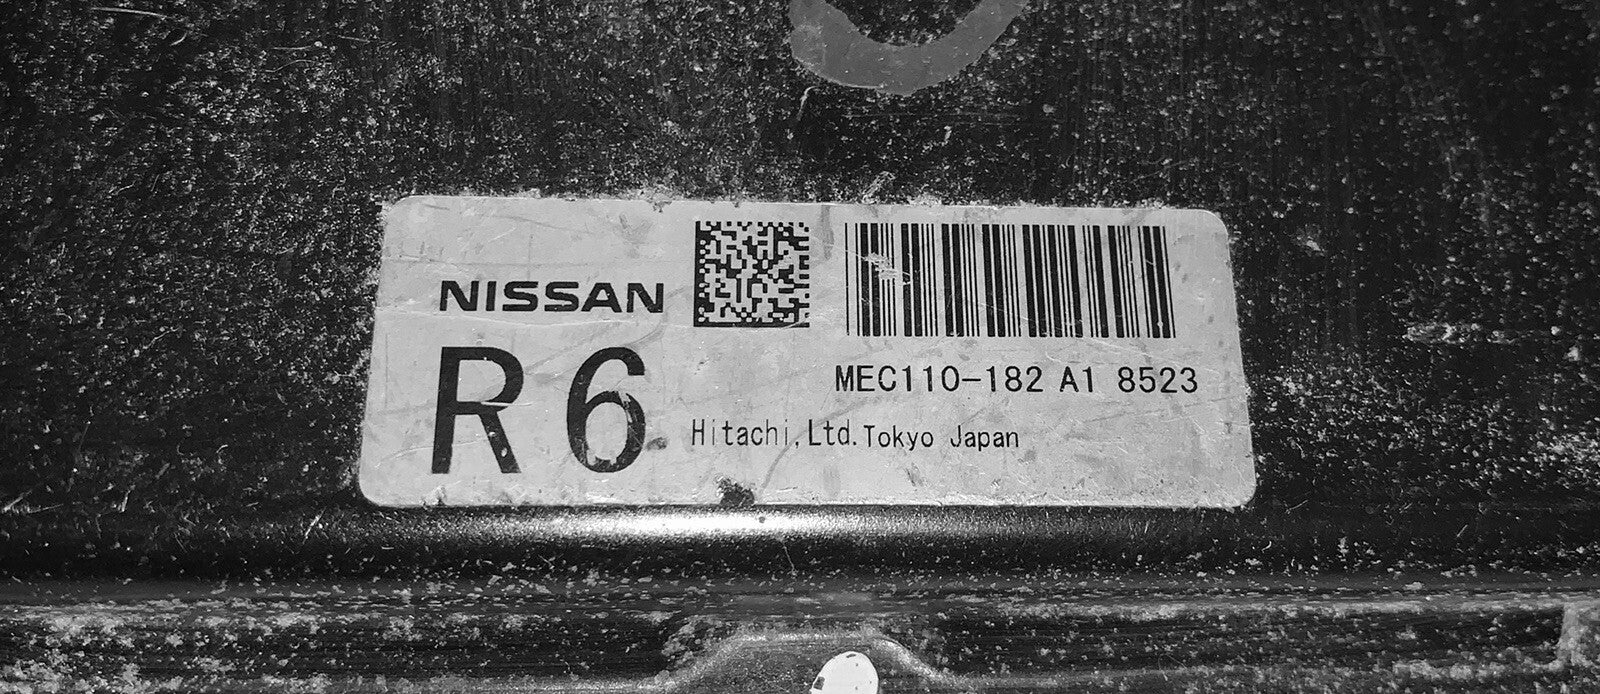 NISSAN
R6
MEC110-182 A1 8523
Hitachi,Ltd.Tokyo Japan